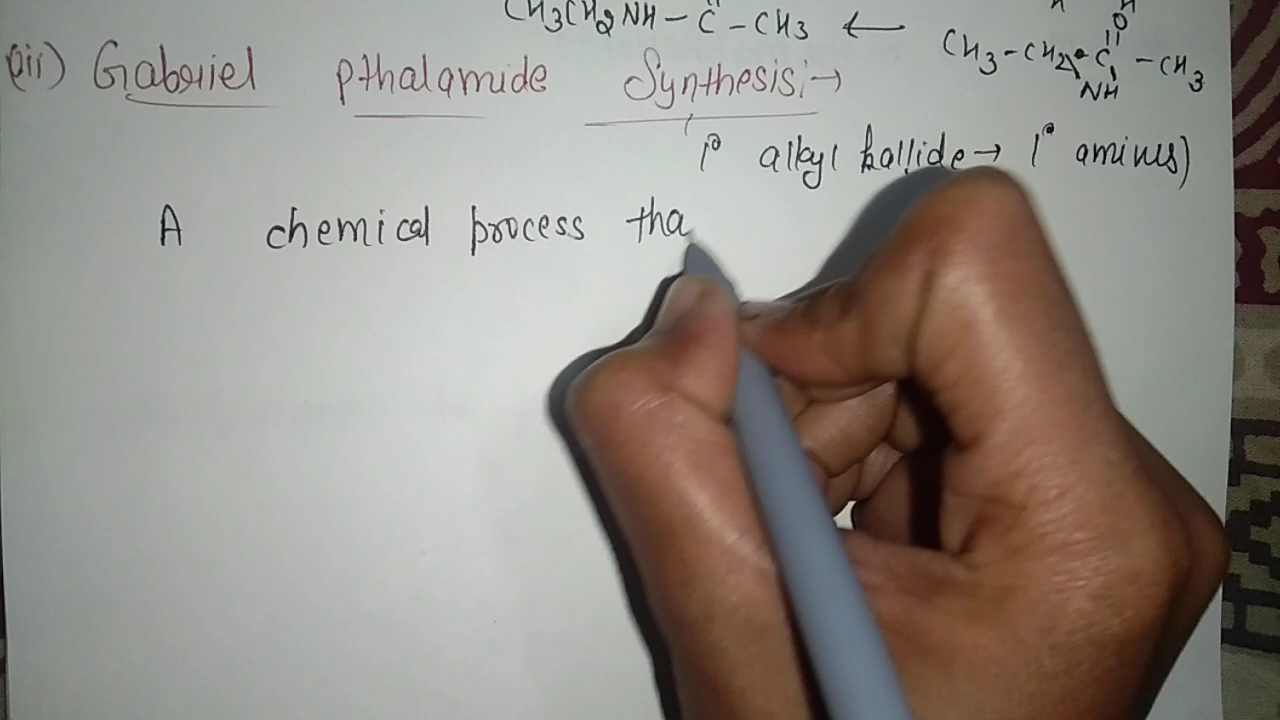 CH3CH2NH – C – CH3 ← CH3 – CH2 – C – CH3
O
NH
(iii) Gabriel pthalamide Synthesis:→
1° alkyl hallide → 1° amines)
A chemical process tha